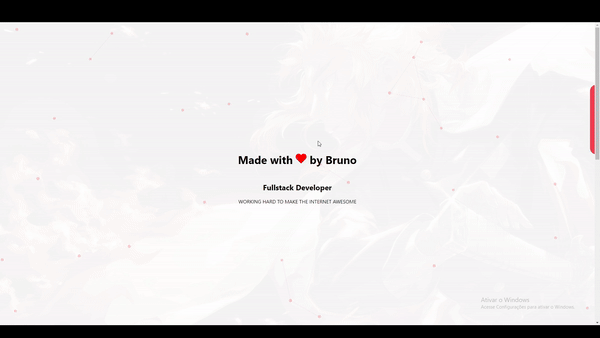 Made with ❤ by Bruno
Fullstack Developer
WORKING HARD TO MAKE THE INTERNET AWESOME
Ativar o Windows
Acesse Configurações para ativar o Windows.